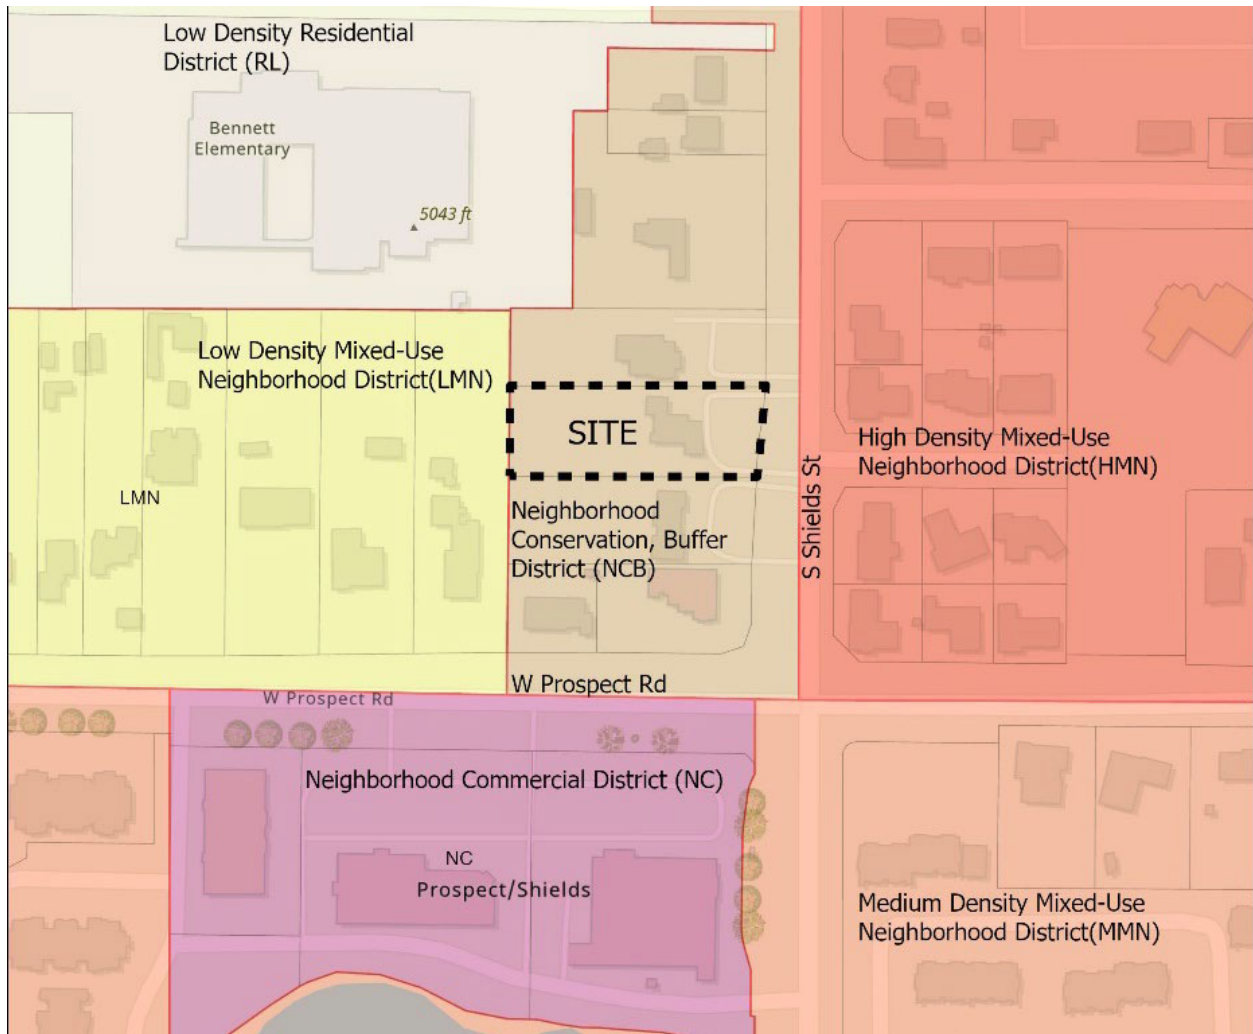 Low Density Residential
District (RL)
Bennett
Elementary
5043 ft
Low Density Mixed-Use
Neighborhood District(LMN)
SITE
High Density Mixed-Use
Neighborhood District(HMN)
S Shields St
LMN
Neighborhood
Conservation, Buffer
District (NCB)
W Prospect Rd
W Prospect Rd
Neighborhood Commercial District (NC)
NC
Prospect/Shields
Medium Density Mixed-Use
Neighborhood District(MMN)